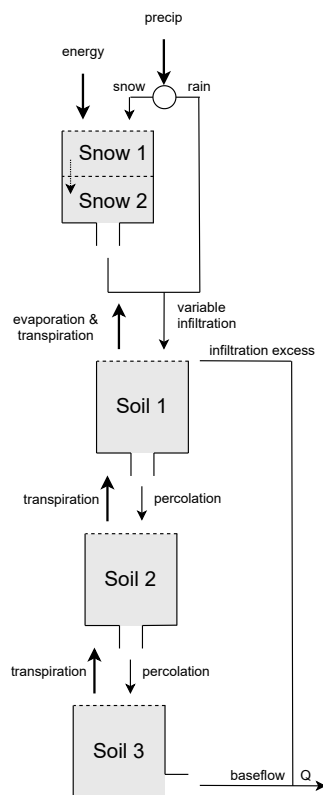 precip
energy
snow
rain
Snow 1
Snow 2
evaporation &
transpiration
variable
infiltration
infiltration excess
Soil 1
transpiration
percolation
Soil 2
transpiration
percolation
Soil 3
baseflow
Q